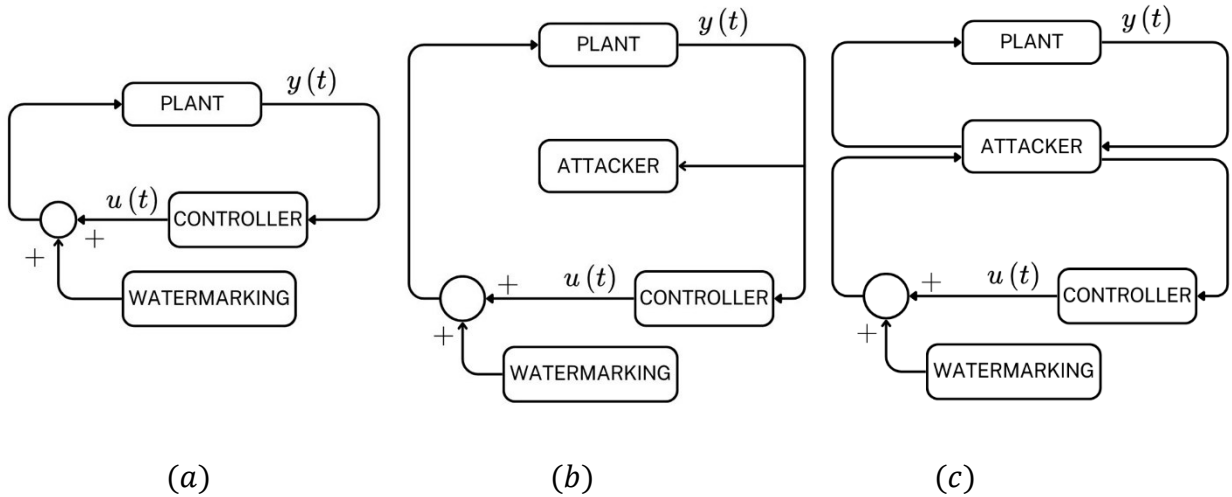 PLANT
y(t)
u(t)
CONTROLLER
+
+
WATERMARKING
(a)
PLANT
y(t)
ATTACKER
u(t)
CONTROLLER
+
+
WATERMARKING
(b)
PLANT
y(t)
ATTACKER
u(t)
CONTROLLER
+
+
WATERMARKING
(c)